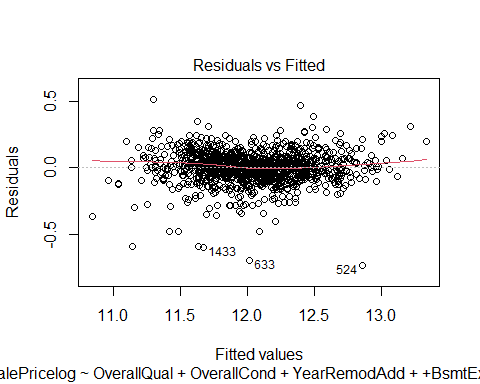 Residuals vs Fitted
Residuals
0.5
0.0
-0.5
1433
633
524
11.0 11.5 12.0 12.5 13.0
Fitted values
alePricelog ~ OverallQual + OverallCond + YearRemodAdd + +BsmtEx